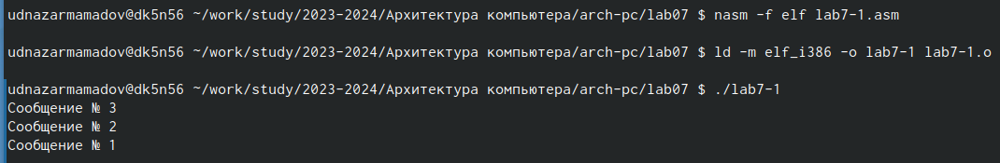 udnazarmamadov@dk5n56 ~/work/study/2023-2024/Архитектура компьютера/arch-pc/lab07 $ nasm -f elf lab7-1.asm
udnazarmamadov@dk5n56 ~/work/study/2023-2024/Архитектура компьютера/arch-pc/lab07 $ ld -m elf_i386 -o lab7-1 lab7-1.o
udnazarmamadov@dk5n56 ~/work/study/2023-2024/Архитектура компьютера/arch-pc/lab07 $ ./lab7-1
Сообщение № 3
Сообщение № 2
Сообщение № 1